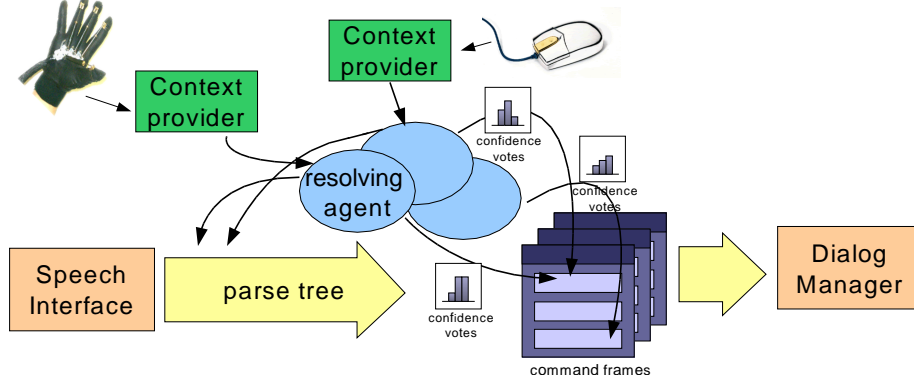 Context
provider
Context
provider
confidence
votes
resolving
agent
confidence
votes
Speech
Interface
parse tree
confidence
votes
Dialog
Manager
command frames